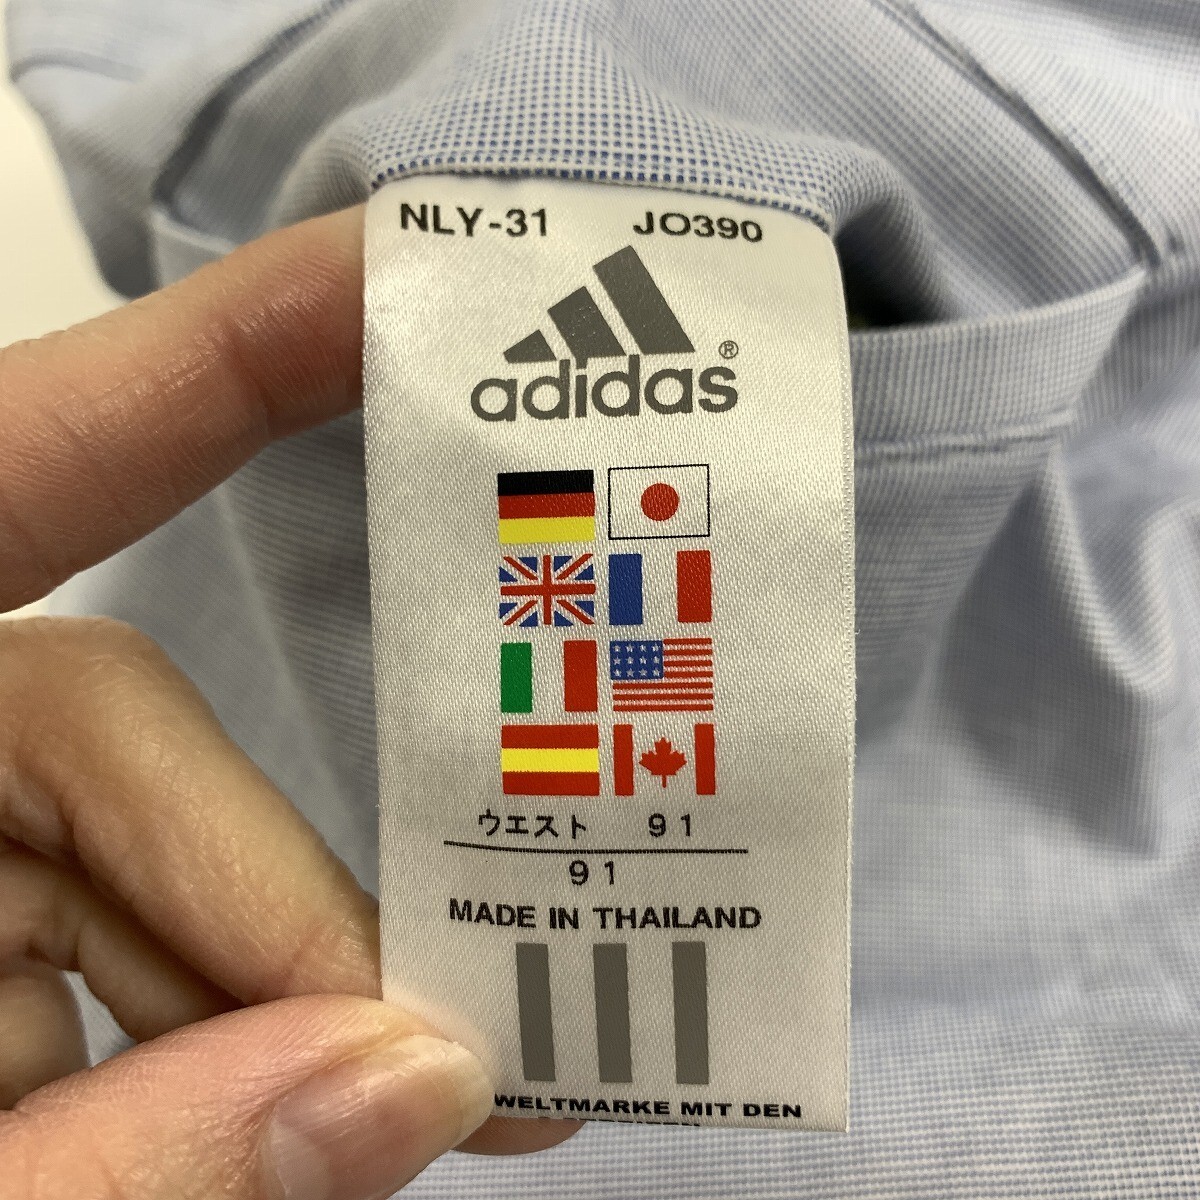 NLY-31 JO390
adidas®
ウエスト 91
91
MADE IN THAILAND
WELTMARKE MIT DEN